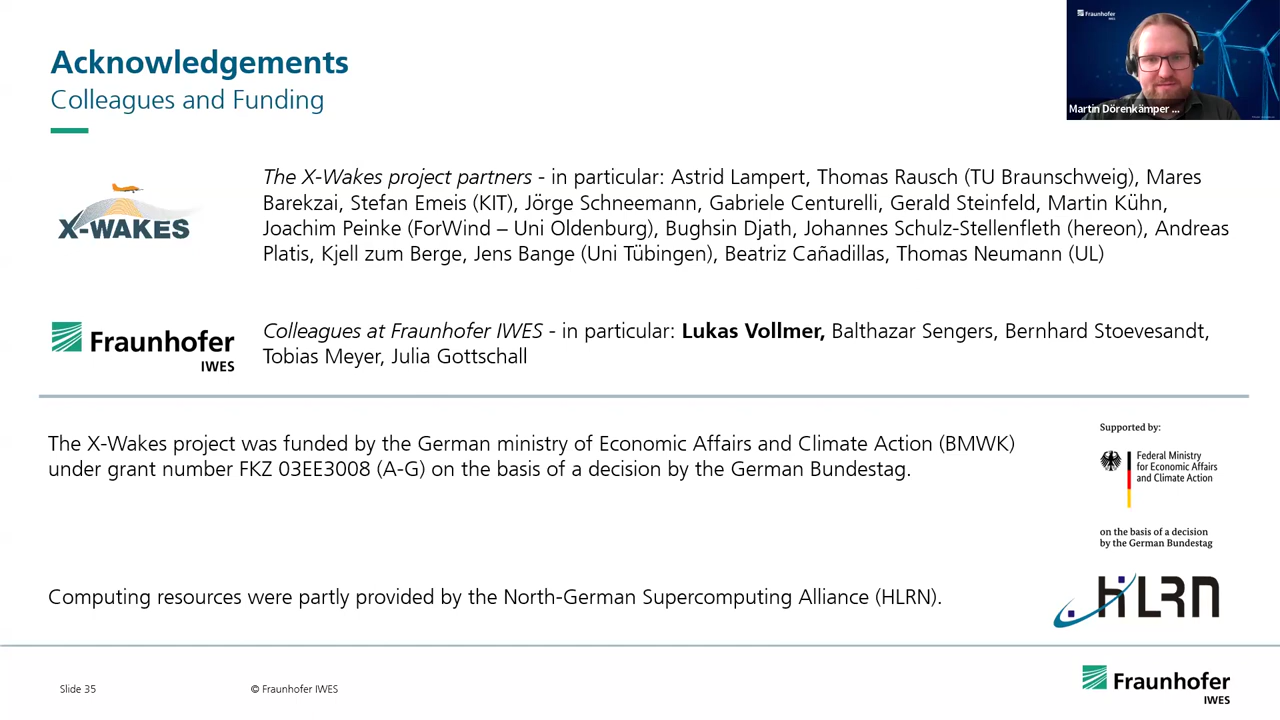 Acknowledgements
Colleagues and Funding
Fraunhofer
IWES
Martin Dörenkämper ...
The X-Wakes project partners - in particular: Astrid Lampert, Thomas Rausch (TU Braunschweig), Mares
Barekzai, Stefan Emeis (KIT), Jörge Schneemann, Gabriele Centurelli, Gerald Steinfeld, Martin Kühn,
Joachim Peinke (ForWind – Uni Oldenburg), Bughsin Djath, Johannes Schulz-Stellenfleth (hereon), Andreas
Platis, Kjell zum Berge, Jens Bange (Uni Tübingen), Beatriz Cañadillas, Thomas Neumann (UL)
X-WAKES
Fraunhofer
IWES
Colleagues at Fraunhofer IWES - in particular: Lukas Vollmer, Balthazar Sengers, Bernhard Stoevesandt,
Tobias Meyer, Julia Gottschall
The X-Wakes project was funded by the German ministry of Economic Affairs and Climate Action (BMWK)
under grant number FKZ 03EE3008 (A-G) on the basis of a decision by the German Bundestag.
Supported by:
Federal Ministry
for Economic Affairs
and Climate Action
on the basis of a decision
by the German Bundestag
Computing resources were partly provided by the North-German Supercomputing Alliance (HLRN).
HLRN
Slide 35
© Fraunhofer IWES
Fraunhofer
IWES